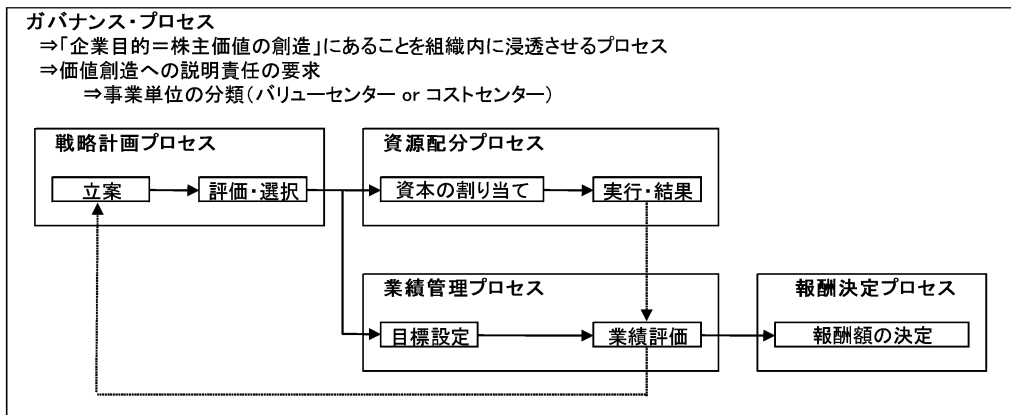 ガバナンス・プロセス
⇒「企業目的＝株主価値の創造」にあることを組織内に浸透させるプロセス
⇒価値創造への説明責任の要求
⇒事業単位の分類（バリューセンター or コストセンター）
戦略計画プロセス
立案
評価・選択
資源配分プロセス
資本の割り当て
実行・結果
業績管理プロセス
目標設定
業績評価
報酬決定プロセス
報酬額の決定